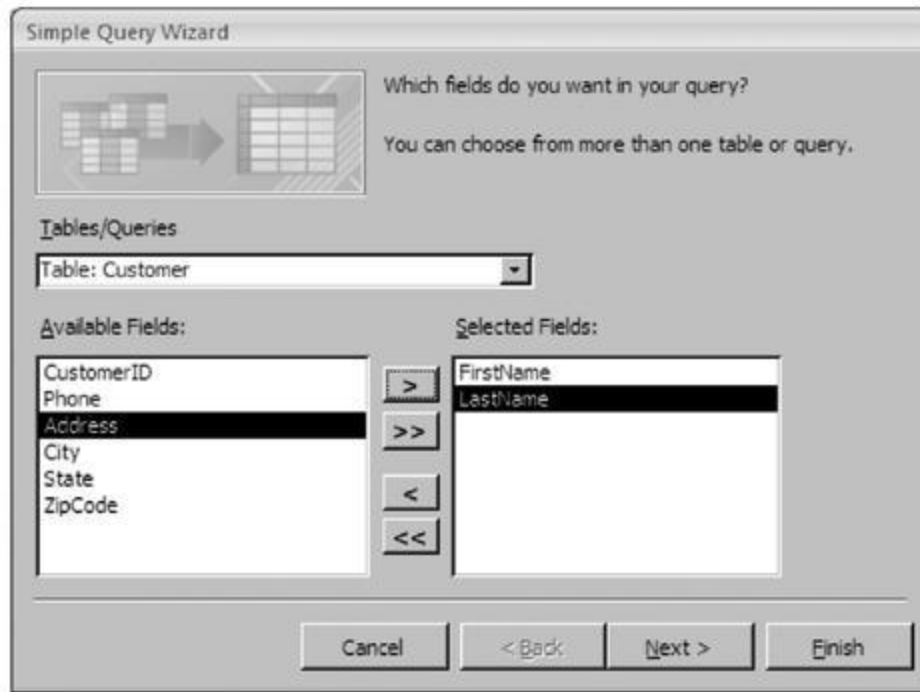 Simple Query Wizard
Which fields do you want in your query?
You can choose from more than one table or query.
Tables/Queries
Table: Customer
Available Fields:
Selected Fields:
CustomerID
Phone
Address
City
State
ZipCode
>
>>
<
<<
FirstName
LastName
Cancel
< Back
Next >
Finish